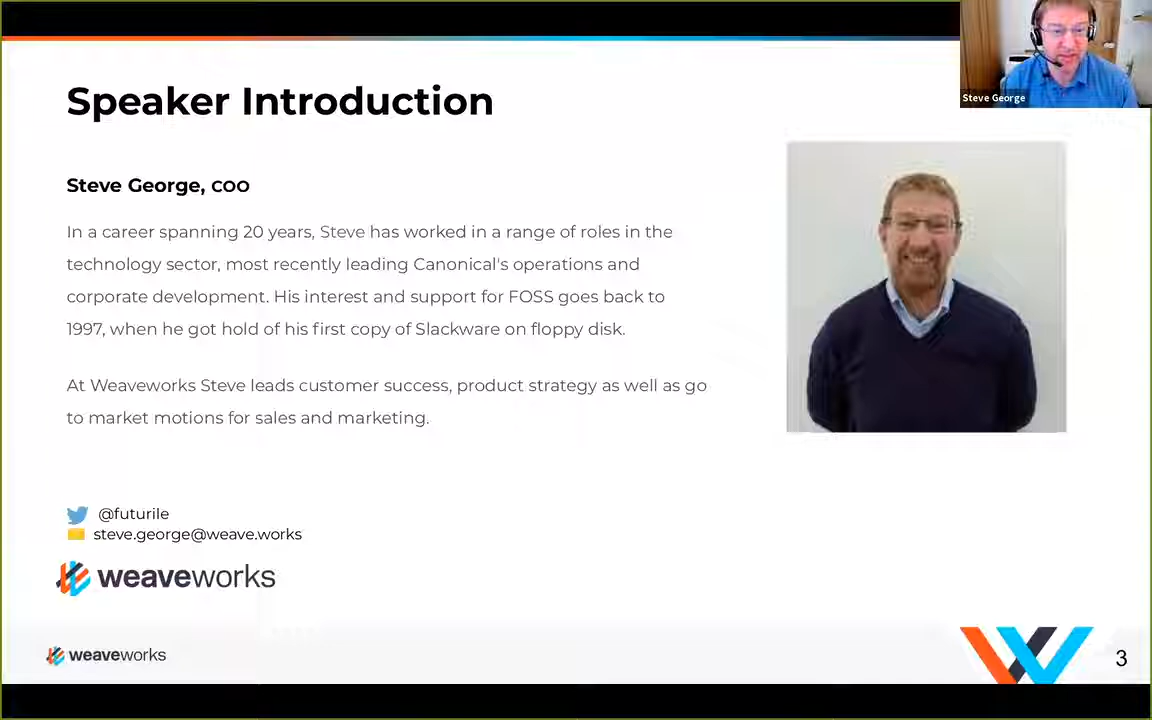 Steve George
Speaker Introduction
Steve George, COO
In a career spanning 20 years, Steve has worked in a range of roles in the
technology sector, most recently leading Canonical's operations and
corporate development. His interest and support for FOSS goes back to
1997, when he got hold of his first copy of Slackware on floppy disk.
At Weaveworks Steve leads customer success, product strategy as well as go
to market motions for sales and marketing.
@futurile
steve.george@weave.works
weaveworks
weaveworks
3